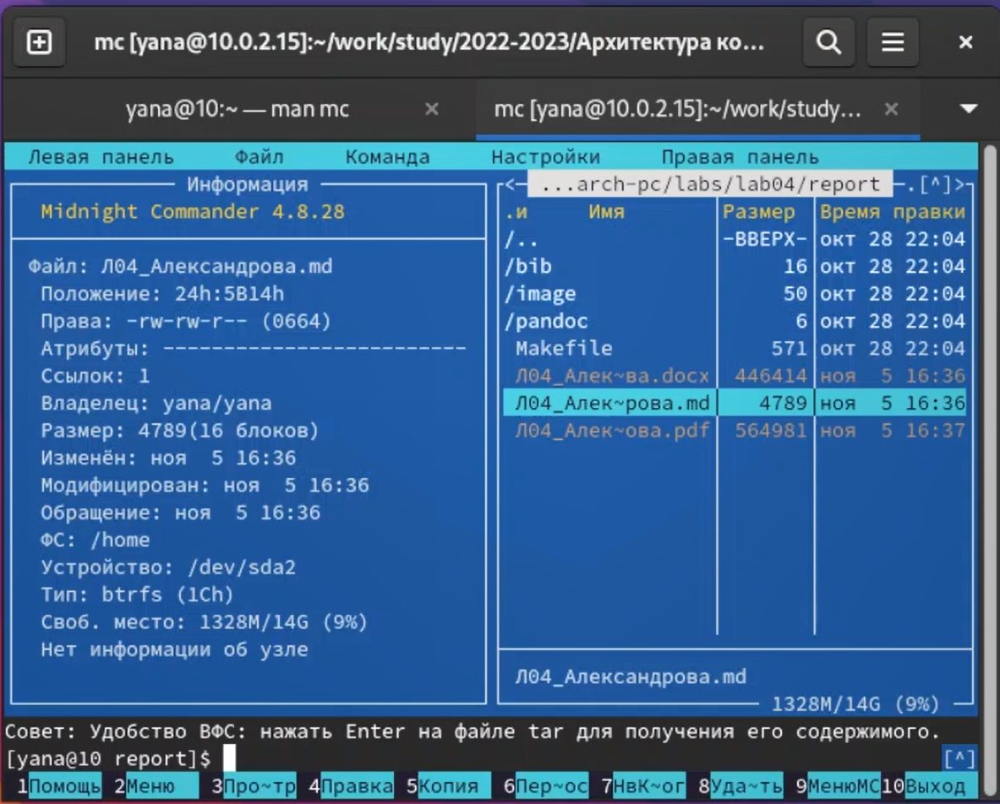 mc [yana@10.0.2.15]:~/work/study/2022-2023/Архитектура ко...
yana@10:~ — man mc
mc [yana@10.0.2.15]:~/work/study...
Левая панель Файл Команда Настройки Правая панель
Информация
Midnight Commander 4.8.28
Файл: Л04_Александрова.md
Положение: 24h:5B14h
Права: -rw-rw-r-- (0664)
Атрибуты: -------------------------
Ссылок: 1
Владелец: yana/yana
Размер: 4789(16 блоков)
Изменён: ноя  5 16:36
Модифицирован: ноя  5 16:36
Обращение: ноя  5 16:36
ФС: /home
Устройство: /dev/sda2
Тип: btrfs (1Ch)
Своб. место: 1328M/14G (9%)
Нет информации об узле
<- ...arch-pc/labs/lab04/report -.[^]>
.и Имя Размер Время правки
/.. -ВВЕРХ- окт 28 22:04
/bib 16 окт 28 22:04
/image 50 окт 28 22:04
/pandoc 6 окт 28 22:04
Makefile 571 окт 28 22:04
Л04_Алек~ва.docx 446414 ноя  5 16:36
Л04_Алек~рова.md 4789 ноя  5 16:36
Л04_Алек~ова.pdf 564981 ноя  5 16:37
Л04_Александрова.md
1328M/14G (9%)
Совет: Удобство ВФС: нажать Enter на файле tar для получения его содержимого.
[yana@10 report]$ [^]
1Помощь 2Меню 3Про~тр 4Правка 5Копия 6Пер~ос 7НвК~ог 8Уда~ть 9МенюМС 10Выход